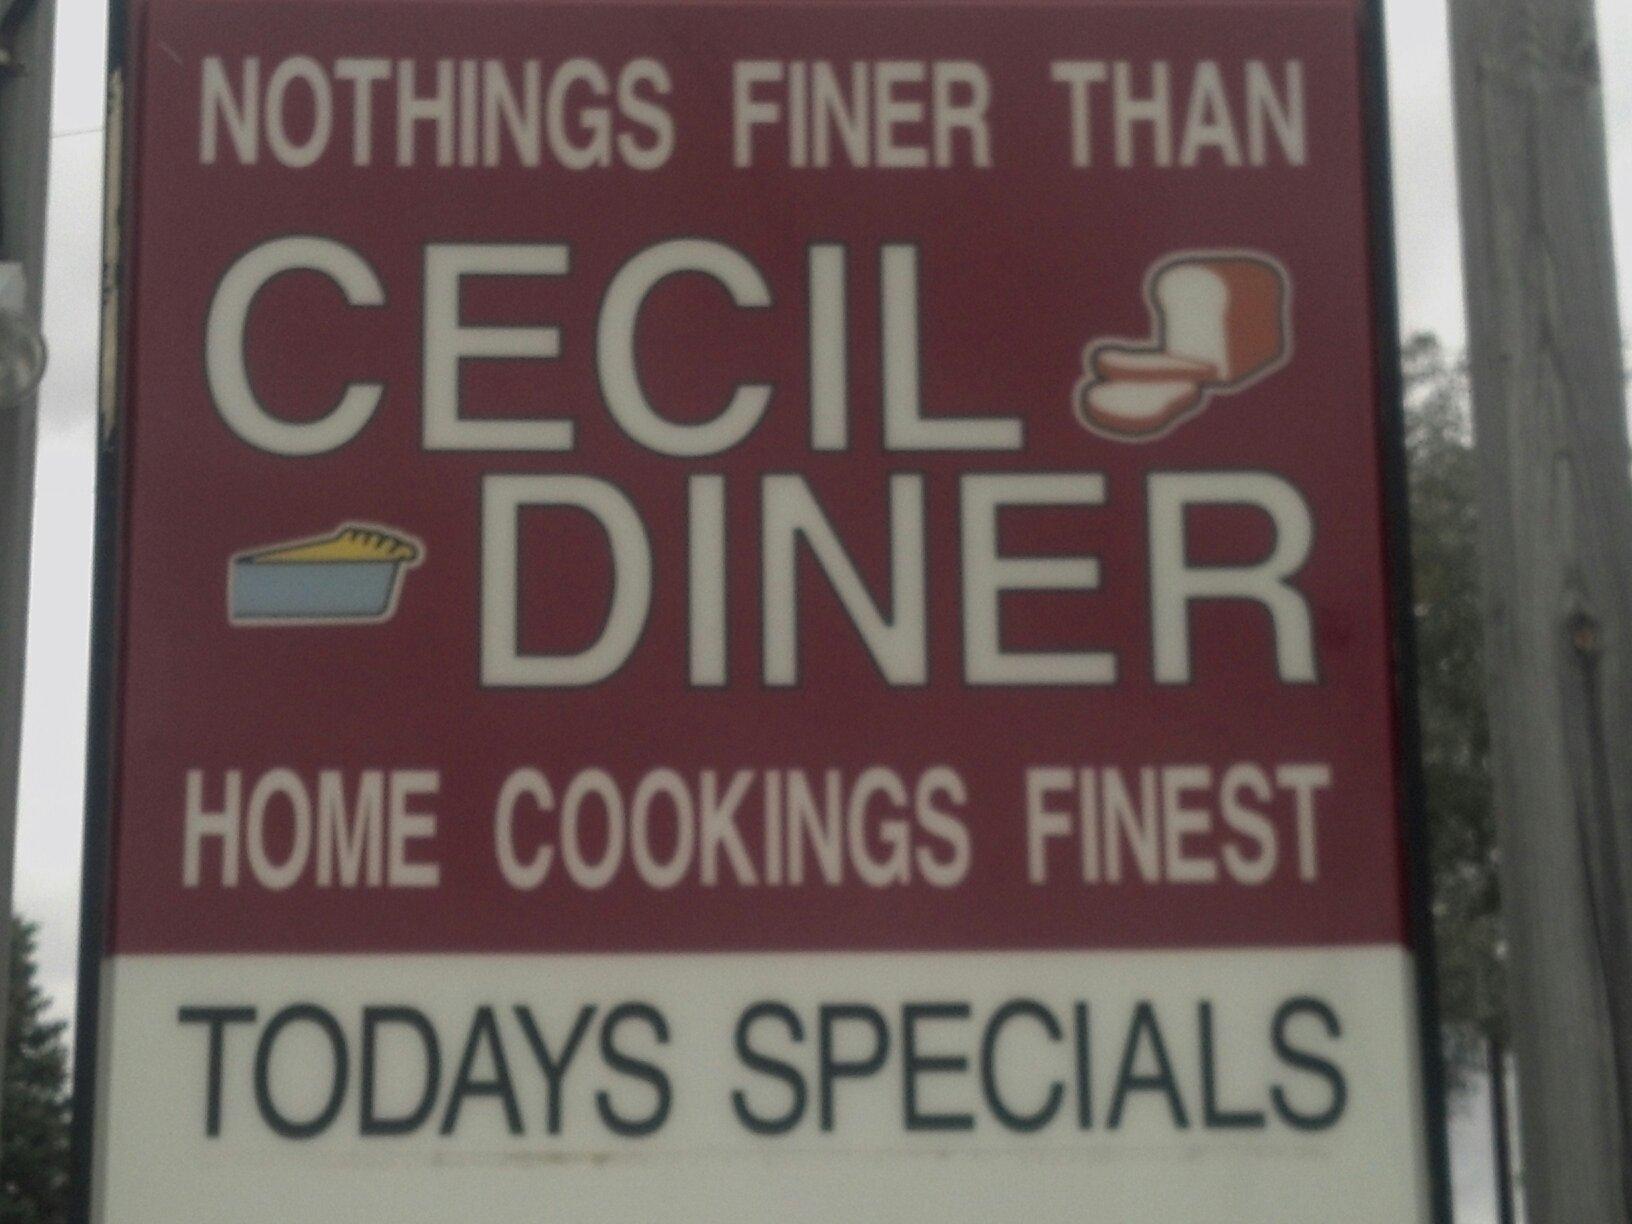 NOTHINGS FINER THAN
CECIL
DINER
HOME COOKINGS FINEST
TODAYS SPECIALS